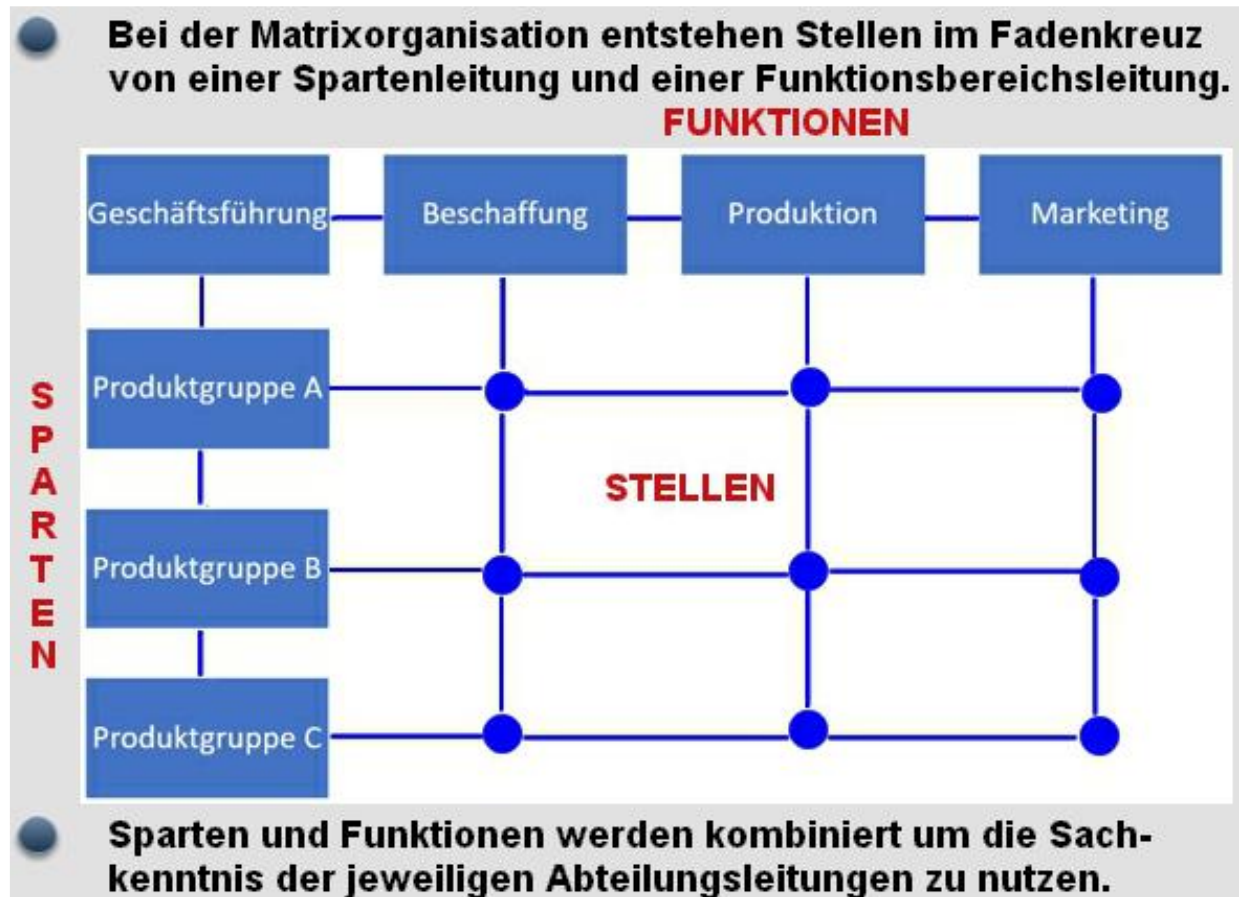 Bei der Matrixorganisation entstehen Stellen im Fadenkreuz
von einer Spartenleitung und einer Funktionsbereichsleitung.
FUNKTIONEN
Geschäftsführung
Beschaffung
Produktion
Marketing
SPARTEN
Produktgruppe A
STELLEN
Produktgruppe B
Produktgruppe C
Sparten und Funktionen werden kombiniert um die Sach-
kenntnis der jeweiligen Abteilungsleitungen zu nutzen.